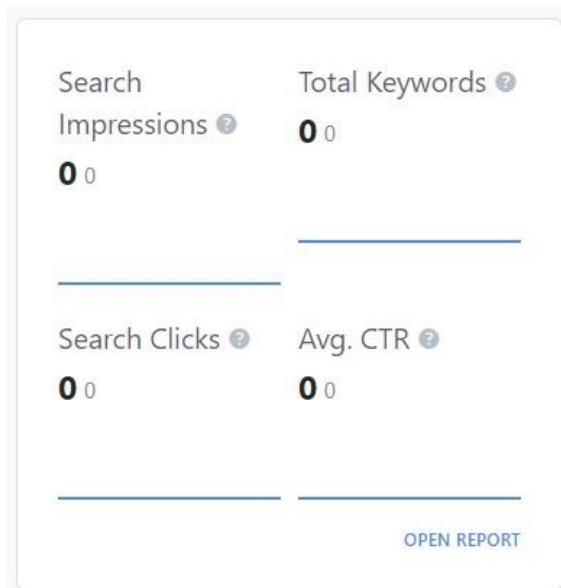 Search
Impressions ?
0 0
Total Keywords ?
0 0
Search Clicks ?
0 0
Avg. CTR ?
0 0
OPEN REPORT